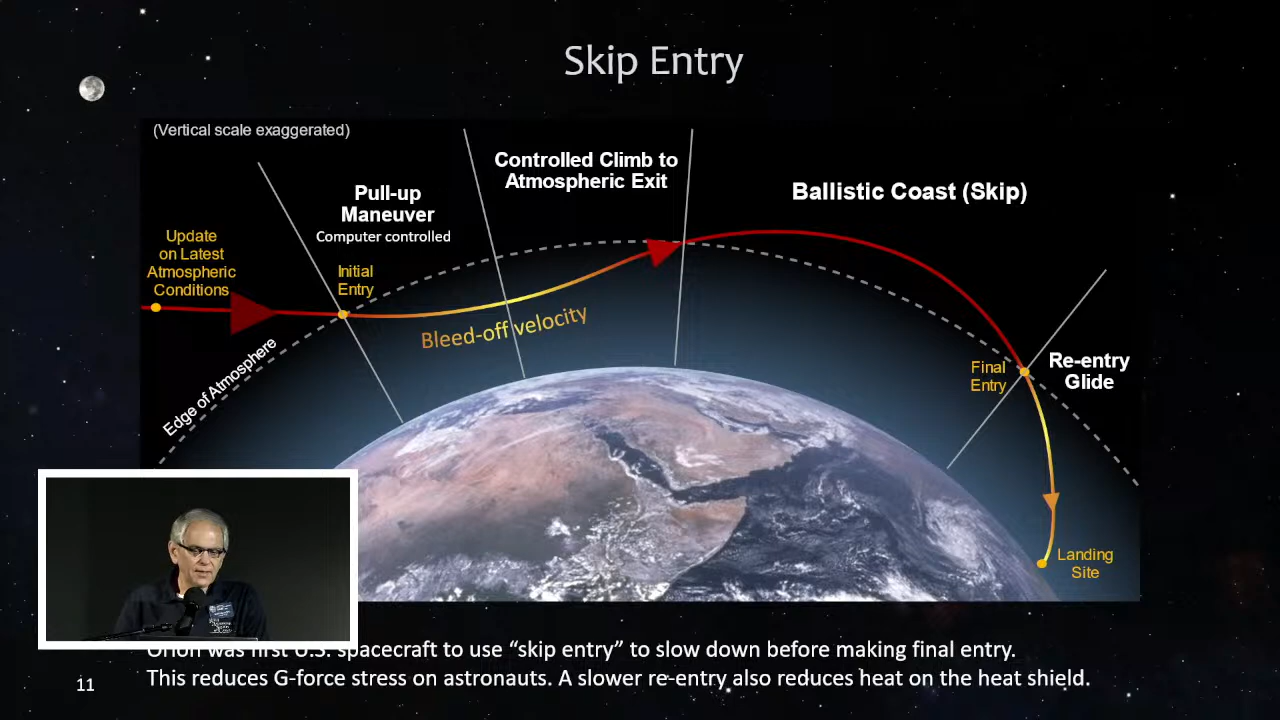 Skip Entry
(Vertical scale exaggerated)
Controlled Climb to
Atmospheric Exit
Ballistic Coast (Skip)
Pull-up
Maneuver
Computer controlled
Update
on Latest
Atmospheric
Conditions
Initial
Entry
Bleed-off velocity
Edge of Atmosphere
Final
Entry
Re-entry
Glide
Landing
Site
Orion was first U.S. spacecraft to use “skip entry” to slow down before making final entry.
This reduces G-force stress on astronauts. A slower re-entry also reduces heat on the heat shield.
11